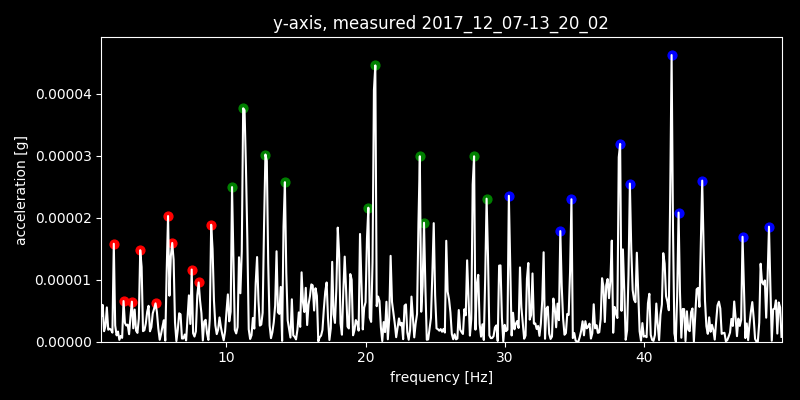 y-axis, measured 2017_12_07-13_20_02
acceleration [g]
0.00004
0.00003
0.00002
0.00001
0.00000
10 20 30 40
frequency [Hz]